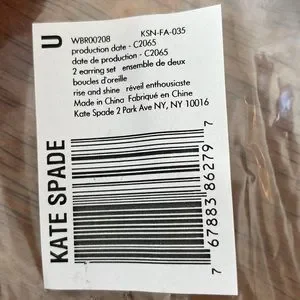 U
WBR00208 KSN-FA-035
production date - C2065
date de production - C2065
2 earring set ensemble de deux
boucles d'oreille
rise and shine réveil enthousiaste
Made in China Fabriqué en Chine
Kate Spade 2 Park Ave NY, NY 10016
KATE SPADE
7 67883 86279 7